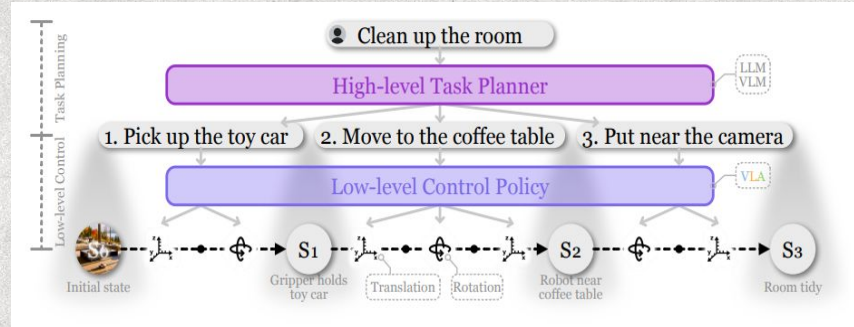 Clean up the room
Task Planning
High-level Task Planner
LLM
VLM
1. Pick up the toy car
2. Move to the coffee table
3. Put near the camera
Low-level Control
Low-level Control Policy
VLA
S0
S1
S2
S3
Initial state
Gripper holds
toy car
Translation
Rotation
Robot near
coffee table
Room tidy